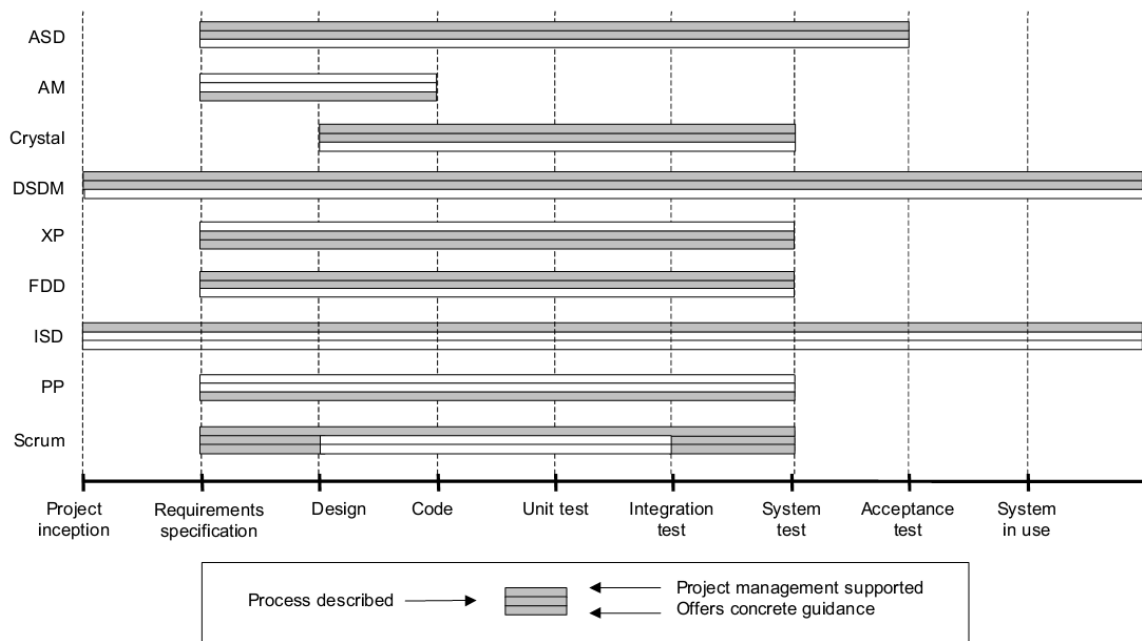 ASD
AM
Crystal
DSDM
XP
FDD
ISD
PP
Scrum
Project
inception
Requirements
specification
Design
Code
Unit test
Integration
test
System
test
Acceptance
test
System
in use
Process described
Project management supported
Offers concrete guidance